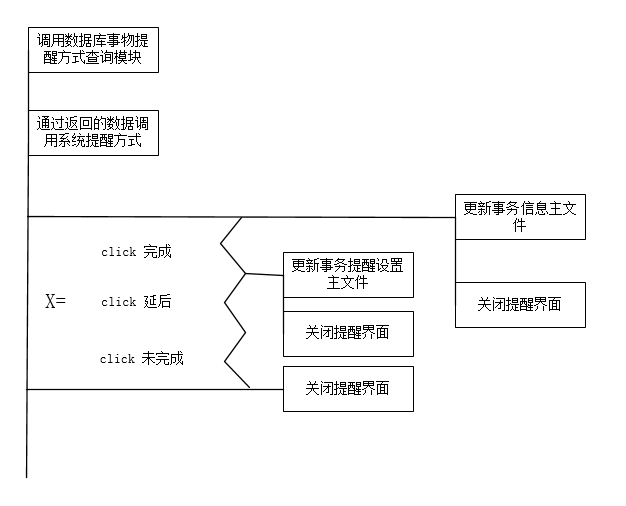 调用数据库事物提
醒方式查询模块
通过返回的数据调
用系统提醒方式
更新事务信息主文
件
click 完成
更新事务提醒设置
主文件
X=
click 延后
关闭提醒界面
关闭提醒界面
click 未完成
关闭提醒界面